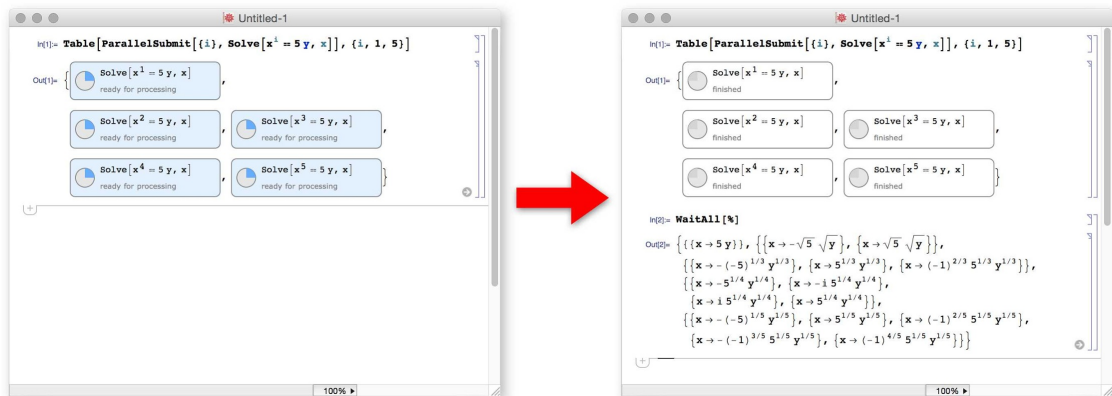 Untitled-1
In[1]:= Table[ParallelSubmit[{i}, Solve[x^i == 5 y, x]], {i, 1, 5}]
Out[1]= {Solve[x^1 == 5 y, x]
ready for processing ,
Solve[x^2 == 5 y, x] , Solve[x^3 == 5 y, x] ,
ready for processing ready for processing
Solve[x^4 == 5 y, x] , Solve[x^5 == 5 y, x] }
ready for processing ready for processing
100%
Untitled-1
In[1]:= Table[ParallelSubmit[{i}, Solve[x^i == 5 y, x]], {i, 1, 5}]
Out[1]= {Solve[x^1 == 5 y, x]
finished ,
Solve[x^2 == 5 y, x] , Solve[x^3 == 5 y, x] ,
finished finished
Solve[x^4 == 5 y, x] , Solve[x^5 == 5 y, x] }
finished finished
In[2]:= WaitAll[%]
Out[2]= {{{x → 5 y}}, {{x → -√5 √y}, {x → √5 √y}},
{{x → -(-5)^1/3 y^1/3}, {x → 5^1/3 y^1/3}, {x → (-1)^2/3 5^1/3 y^1/3}},
{{x → -5^1/4 y^1/4}, {x → -i 5^1/4 y^1/4},
{x → i 5^1/4 y^1/4}, {x → 5^1/4 y^1/4}},
{{x → -(-5)^1/5 y^1/5}, {x → 5^1/5 y^1/5}, {x → (-1)^2/5 5^1/5 y^1/5},
{x → -(-1)^3/5 5^1/5 y^1/5}, {x → (-1)^4/5 5^1/5 y^1/5}}}
100%